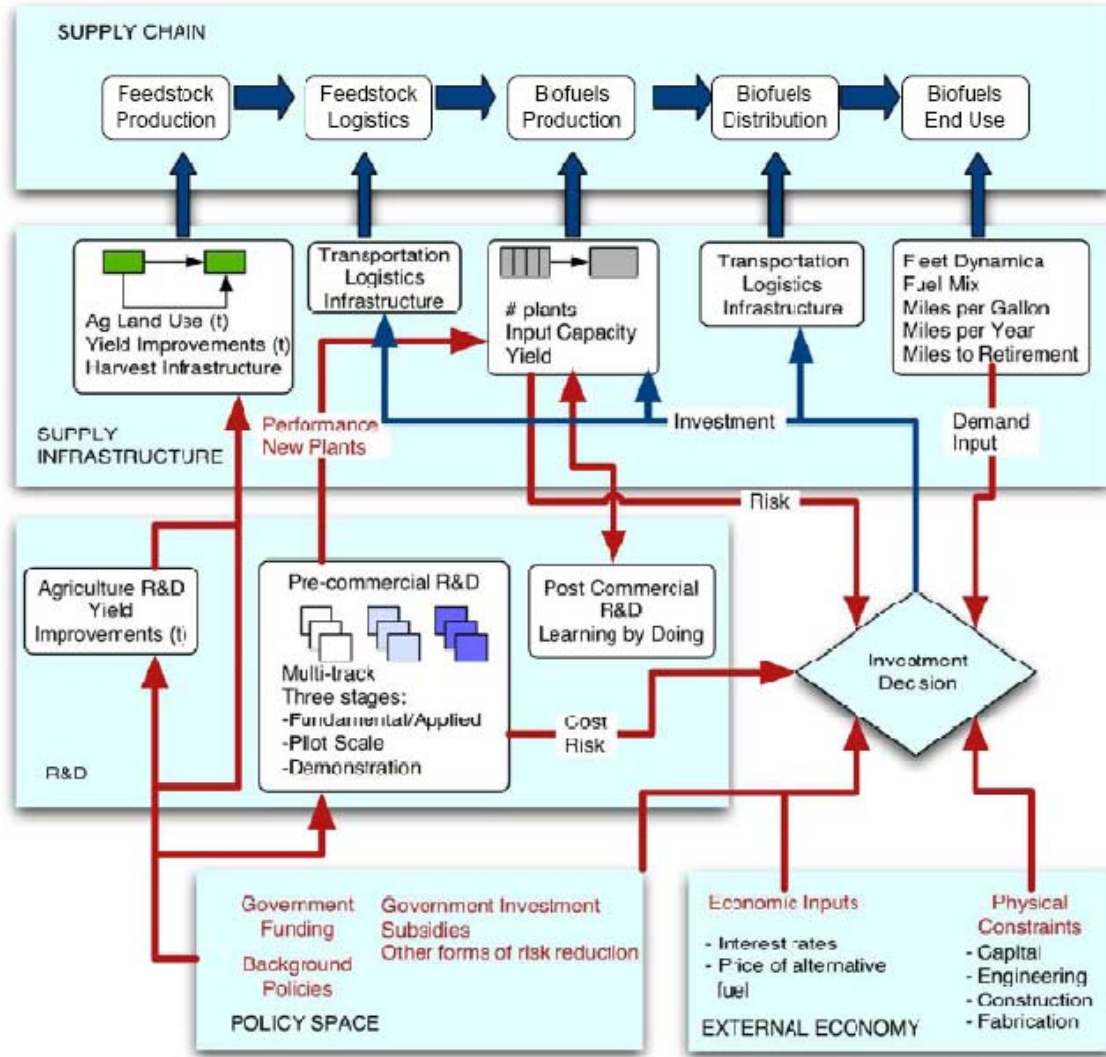 SUPPLY CHAIN
Feedstock
Production
Feedstock
Logistics
Biofuels
Production
Biofuels
Distribution
Biofuels
End Use
Ag Land Use (t)
Yield Improvements (t)
Harvest Infrastructure
Transportation
Logistics
Infrastructure
# plants
Input Capacity
Yield
Transportation
Logistics
Infrastructure
Fleet Dynamica
Fuel Mix
Miles per Gallon
Miles per Year
Miles to Retirement
Performance
New Plants
Investment
Demand
Input
SUPPLY
INFRASTRUCTURE
Risk
Agriculture R&D
Yield
Improvements (t)
Pre-commercial R&D
Multi-track
Three stages:
-Fundamental/Applied
-Pilot Scale
-Demonstration
Post Commercial
R&D
Learning by Doing
Investment
Decision
Cost
Risk
R&D
Government
Funding
Background
Policies
Government Investment
Subsidies
Other forms of risk reduction
POLICY SPACE
Economic Inputs
- Interest rates
- Price of alternative
fuel
Physical
Constraints
- Capital
- Engineering
- Construction
- Fabrication
EXTERNAL ECONOMY